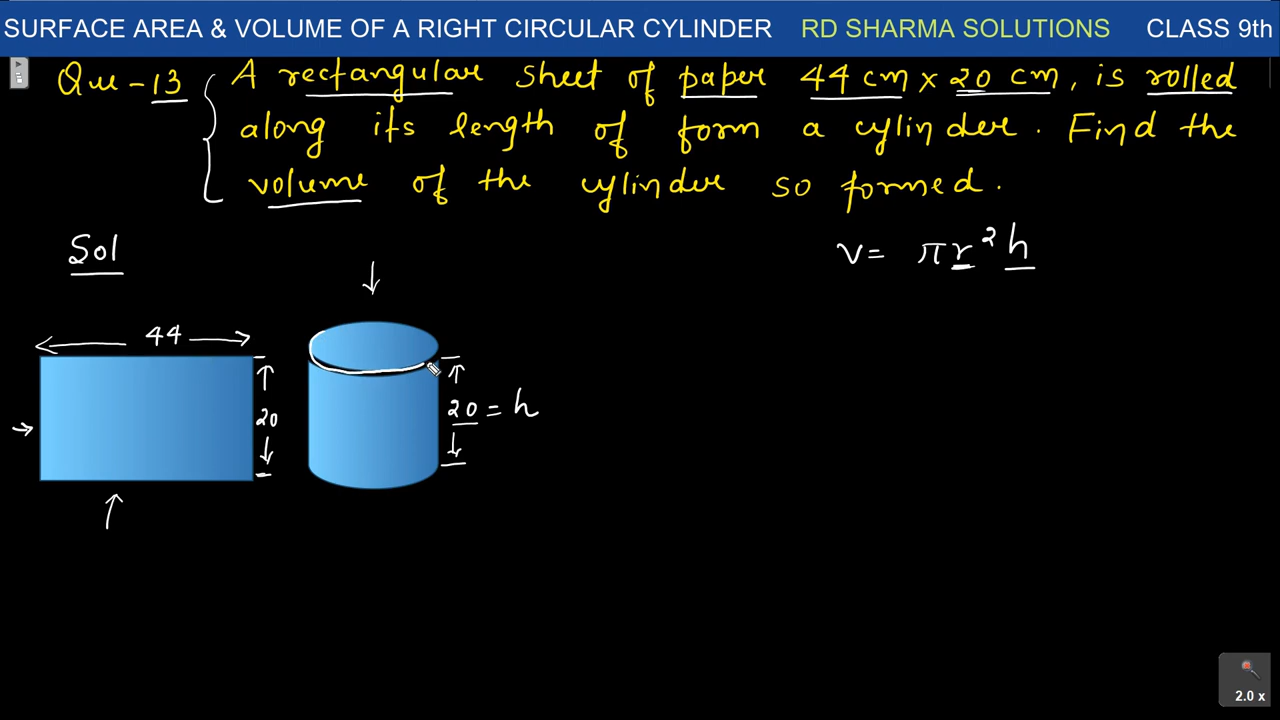 SURFACE AREA & VOLUME OF A RIGHT CIRCULAR CYLINDER RD SHARMA SOLUTIONS CLASS 9th
Que - 13 A rectangular sheet of paper 44 cm × 20 cm, is rolled
along its length of form a cylinder. Find the
volume of the cylinder so formed.
Sol
v = πr²h
44
20
20 = h
2.0 x